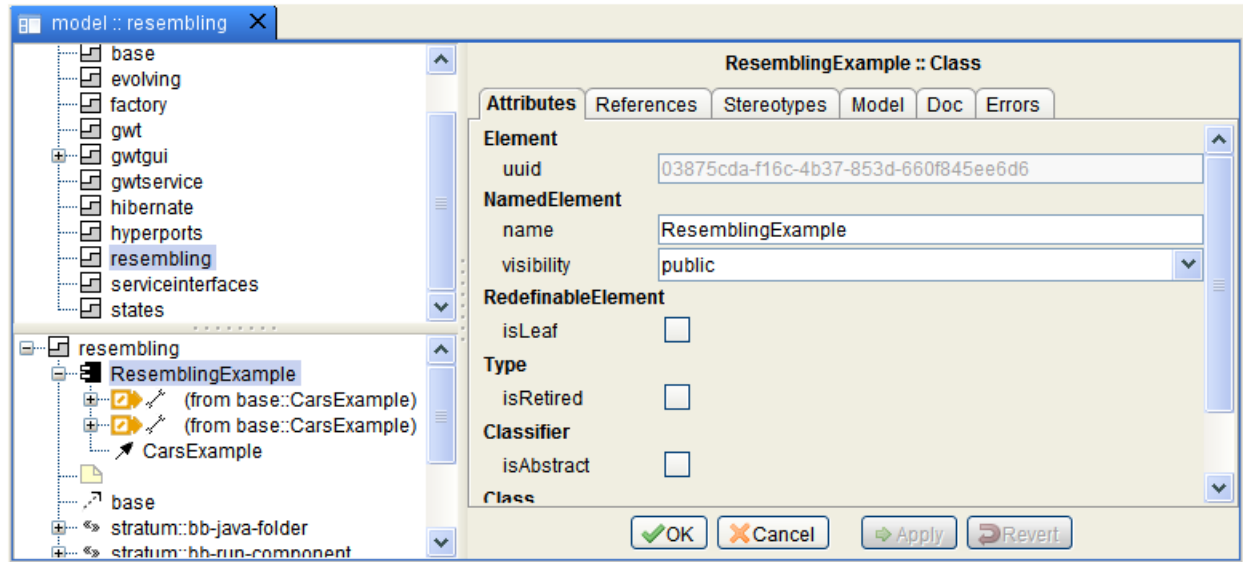 model :: resembling
base
evolving
factory
gwt
gwtgui
gwtservice
hibernate
hyperports
resembling
serviceinterfaces
states
resembling
ResemblingExample
(from base::CarsExample)
(from base::CarsExample)
CarsExample
base
stratum::bb-java-folder
stratum::bb-run-component
ResemblingExample :: Class
Attributes References Stereotypes Model Doc Errors
Element
uuid 03875cda-f16c-4b37-853d-660f845ee6d6
NamedElement
name ResemblingExample
visibility public
RedefinableElement
isLeaf
Type
isRetired
Classifier
isAbstract
Class
OK Cancel Apply Revert